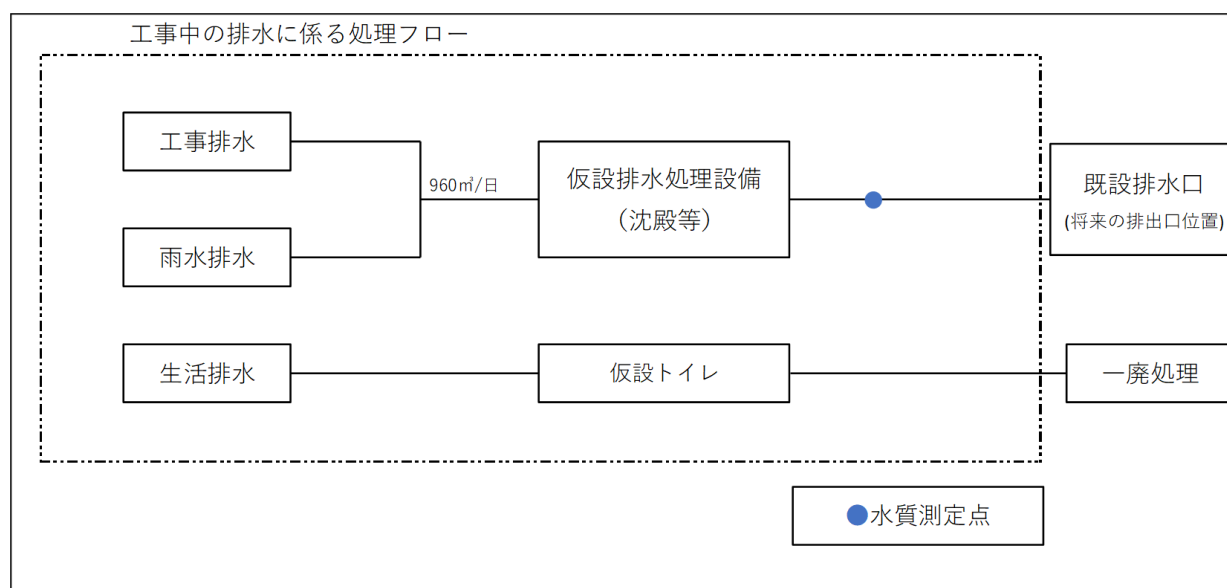 工事中の排水に係る処理フロー
工事排水
960㎥/日
仮設排水処理設備
（沈殿等）
既設排水口
(将来の排出口位置)
雨水排水
生活排水
仮設トイレ
一廃処理
水質測定点